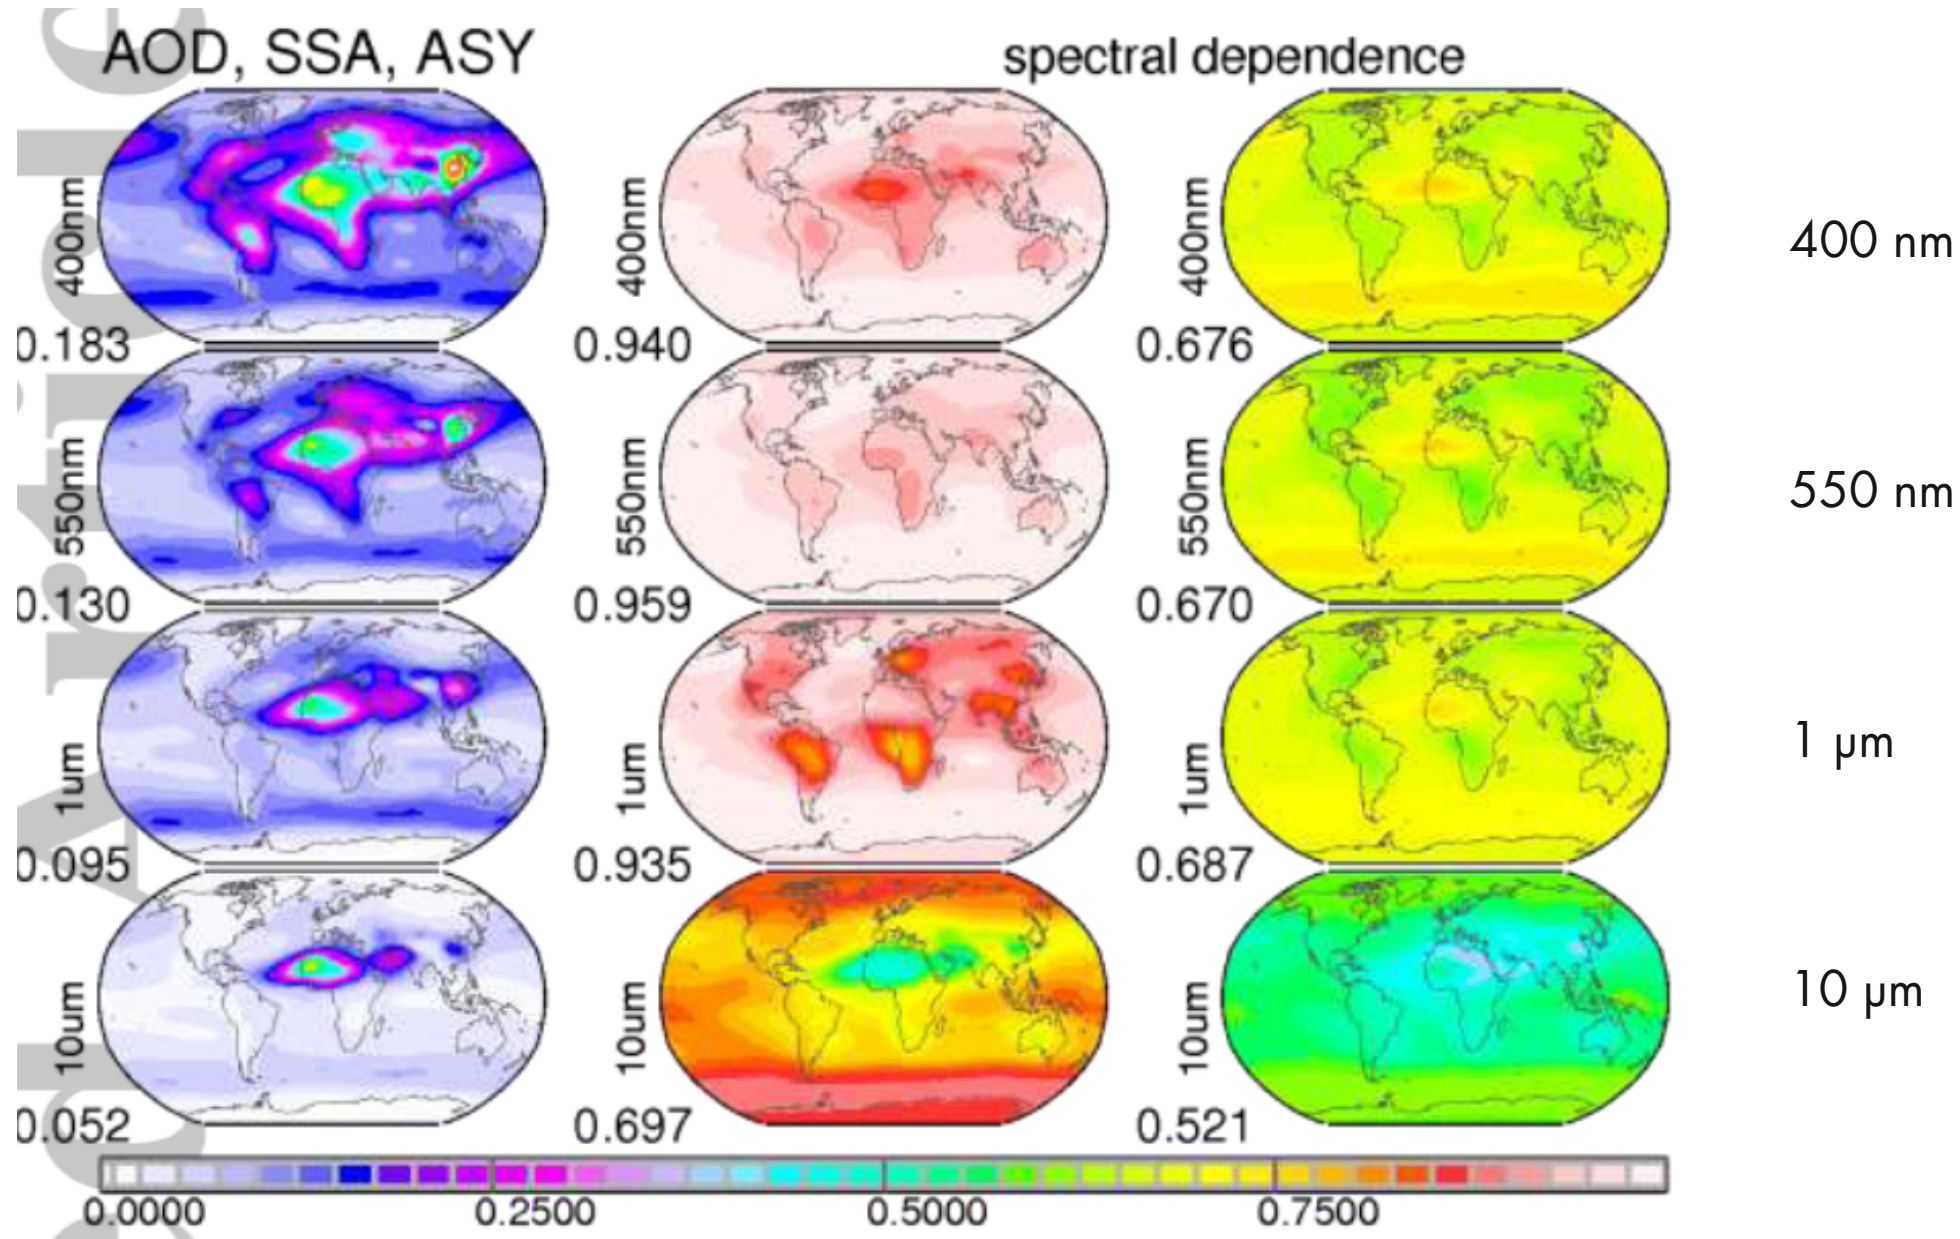 AOD, SSA, ASY spectral dependence
400nm 400nm 400nm 400 nm
0.183 0.940 0.676
550nm 550nm 550nm 550 nm
0.130 0.959 0.670
1um 1um 1um 1 µm
0.095 0.935 0.687
10um 10um 10um 10 µm
0.052 0.697 0.521
0.0000 0.2500 0.5000 0.7500